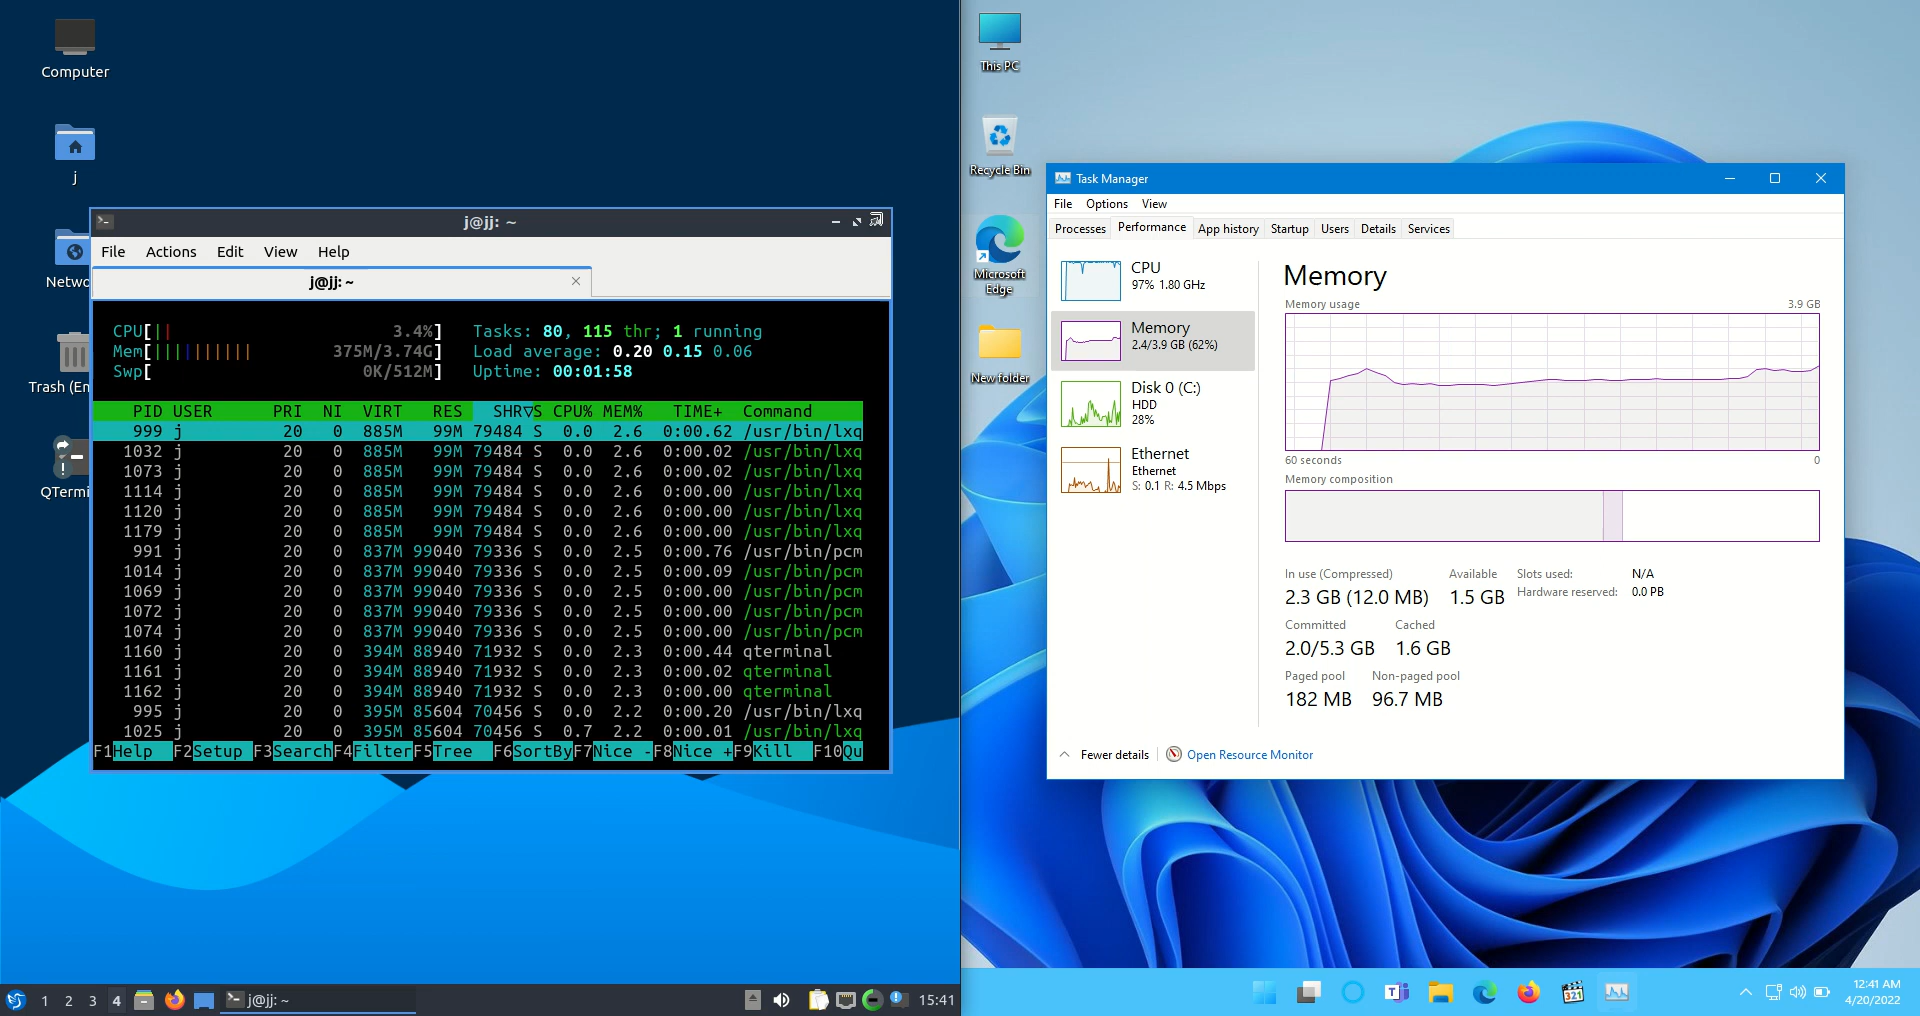 Computer
j
Netwo
Trash (En
QTermi
j@jj: ~
File Actions Edit View Help
j@jj: ~
CPU[|| 3.4%] Tasks: 80, 115 thr; 1 running
Mem[|||||||||| 375M/3.74G] Load average: 0.20 0.15 0.06
Swp[ 0K/512M] Uptime: 00:01:58
PID USER PRI NI VIRT RES SHR▽S CPU% MEM% TIME+ Command
999 j 20 0 885M 99M 79484 S 0.0 2.6 0:00.62 /usr/bin/lxq
1032 j 20 0 885M 99M 79484 S 0.0 2.6 0:00.02 /usr/bin/lxq
1073 j 20 0 885M 99M 79484 S 0.0 2.6 0:00.02 /usr/bin/lxq
1114 j 20 0 885M 99M 79484 S 0.0 2.6 0:00.00 /usr/bin/lxq
1120 j 20 0 885M 99M 79484 S 0.0 2.6 0:00.00 /usr/bin/lxq
1179 j 20 0 885M 99M 79484 S 0.0 2.6 0:00.00 /usr/bin/lxq
991 j 20 0 837M 99040 79336 S 0.0 2.5 0:00.76 /usr/bin/pcm
1014 j 20 0 837M 99040 79336 S 0.0 2.5 0:00.09 /usr/bin/pcm
1069 j 20 0 837M 99040 79336 S 0.0 2.5 0:00.00 /usr/bin/pcm
1072 j 20 0 837M 99040 79336 S 0.0 2.5 0:00.00 /usr/bin/pcm
1074 j 20 0 837M 99040 79336 S 0.0 2.5 0:00.00 /usr/bin/pcm
1160 j 20 0 394M 88940 71932 S 0.0 2.3 0:00.44 qterminal
1161 j 20 0 394M 88940 71932 S 0.0 2.3 0:00.02 qterminal
1162 j 20 0 394M 88940 71932 S 0.0 2.3 0:00.00 qterminal
995 j 20 0 395M 85604 70456 S 0.0 2.2 0:00.20 /usr/bin/lxq
1025 j 20 0 395M 85604 70456 S 0.7 2.2 0:00.01 /usr/bin/lxq
F1Help F2Setup F3SearchF4FilterF5Tree F6SortByF7Nice -F8Nice +F9Kill F10Qu
1 2 3 4 j@jj: ~ 15:41
This PC
Recycle Bin
Microsoft
Edge
New folder
Task Manager
File Options View
Processes Performance App history Startup Users Details Services
CPU
97% 1.80 GHz
Memory
2.4/3.9 GB (62%)
Disk 0 (C:)
HDD
28%
Ethernet
Ethernet
S: 0.1 R: 4.5 Mbps
Memory
Memory usage 3.9 GB
60 seconds 0
Memory composition
In use (Compressed) Available Slots used: N/A
Hardware reserved: 0.0 PB
2.3 GB (12.0 MB) 1.5 GB
Committed Cached
2.0/5.3 GB 1.6 GB
Paged pool Non-paged pool
182 MB 96.7 MB
Fewer details Open Resource Monitor
321
12:41 AM
4/20/2022